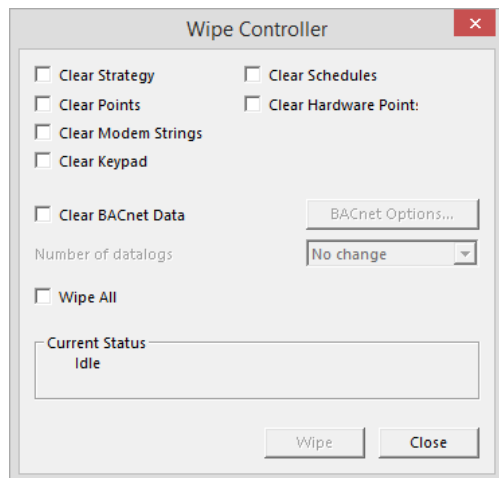 Wipe Controller
Clear Strategy
Clear Schedules
Clear Points
Clear Hardware Point:
Clear Modem Strings
Clear Keypad
Clear BACnet Data
BACnet Options...
Number of datalogs
No change
Wipe All
Current Status
Idle
Wipe
Close